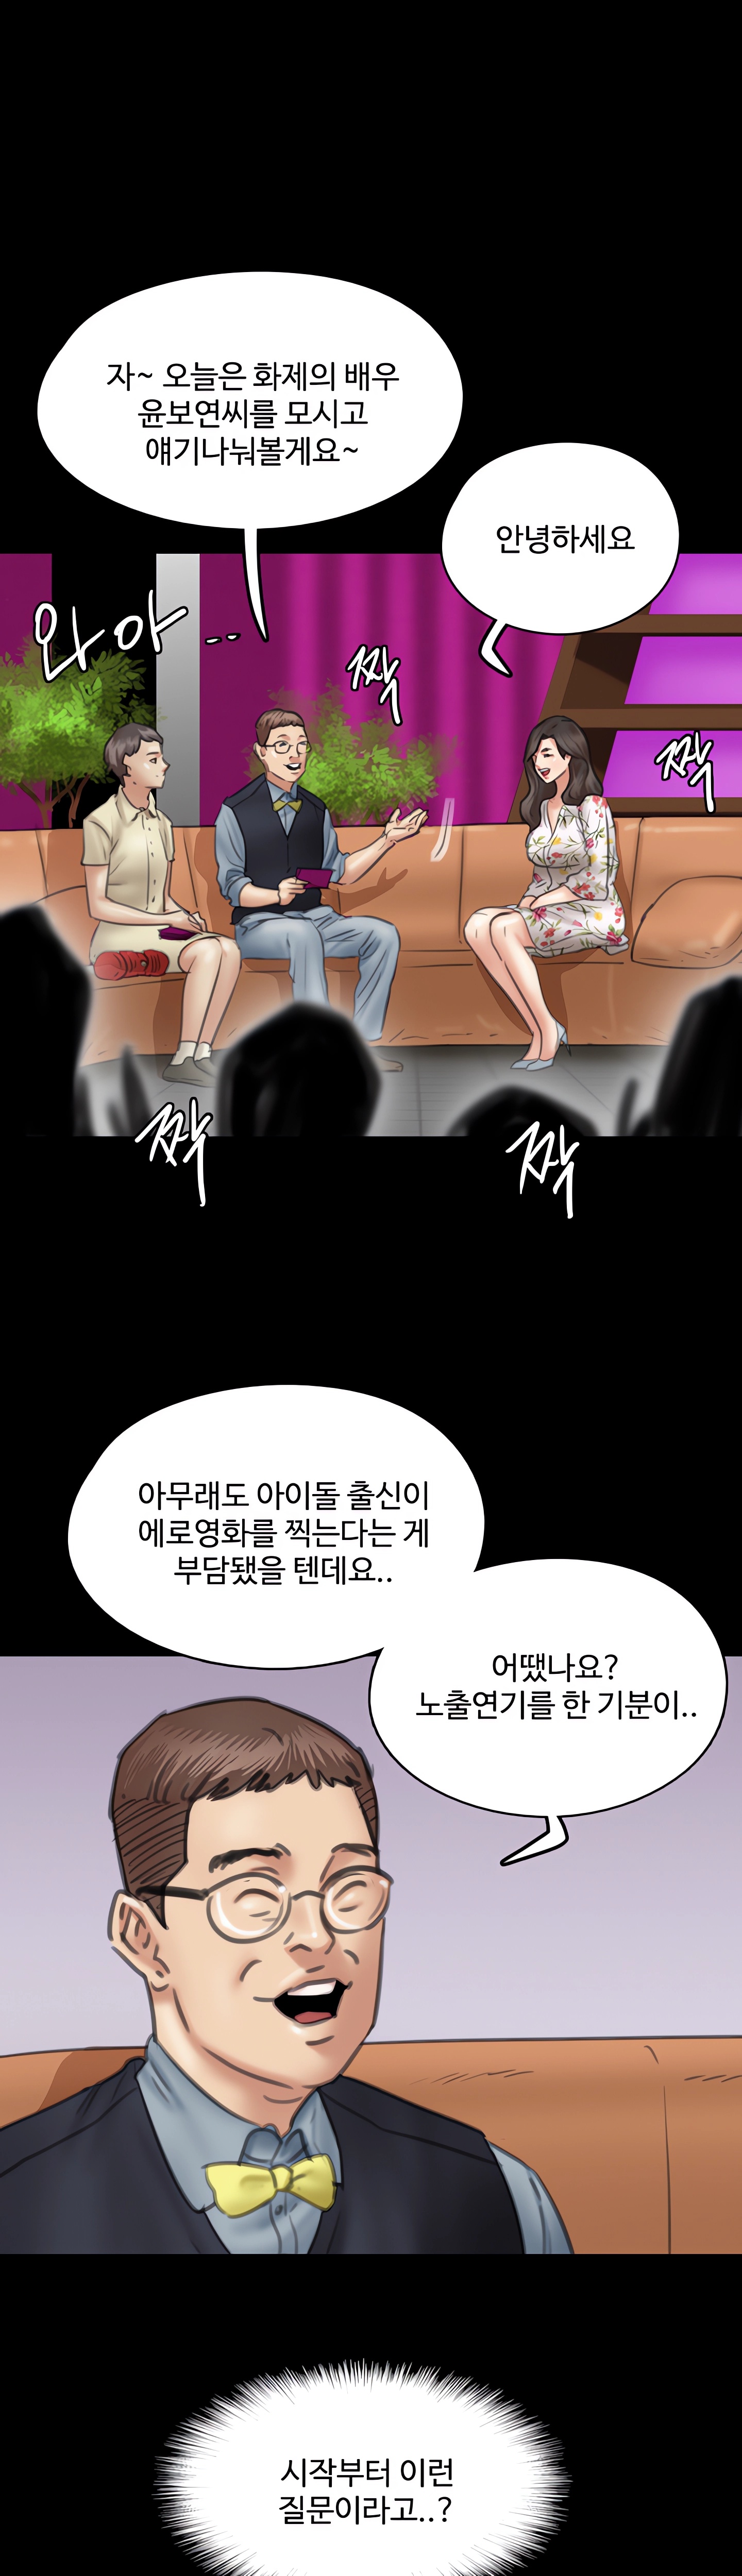 자~ 오늘은 화제의 배우
윤보연씨를 모시고
얘기나눠볼게요~
안녕하세요
와아--
짝
짝
짝
짝
아무래도 아이돌 출신이
에로영화를 찍는다는 게
부담됐을 텐데요..
어땠나요?
노출연기를 한 기분이..
시작부터 이런
질문이라고..?